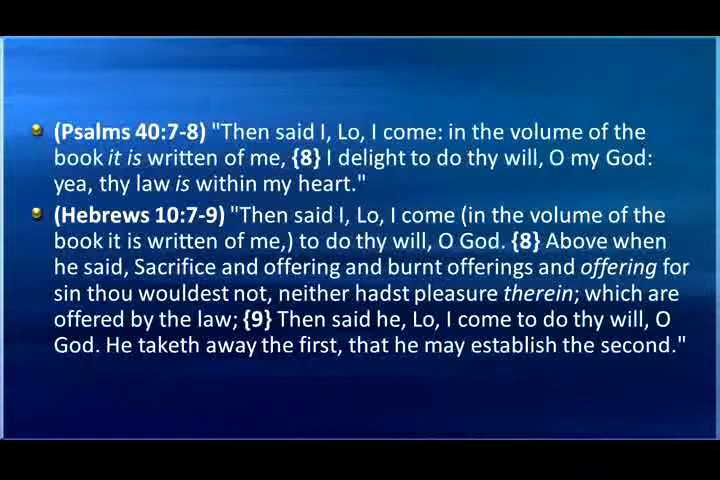 (Psalms 40:7-8) "Then said I, Lo, I come: in the volume of the
book it is written of me, {8} I delight to do thy will, O my God:
yea, thy law is within my heart."
(Hebrews 10:7-9) "Then said I, Lo, I come (in the volume of the
book it is written of me,) to do thy will, O God. {8} Above when
he said, Sacrifice and offering and burnt offerings and offering for
sin thou wouldest not, neither hadst pleasure therein; which are
offered by the law; {9} Then said he, Lo, I come to do thy will, O
God. He taketh away the first, that he may establish the second."